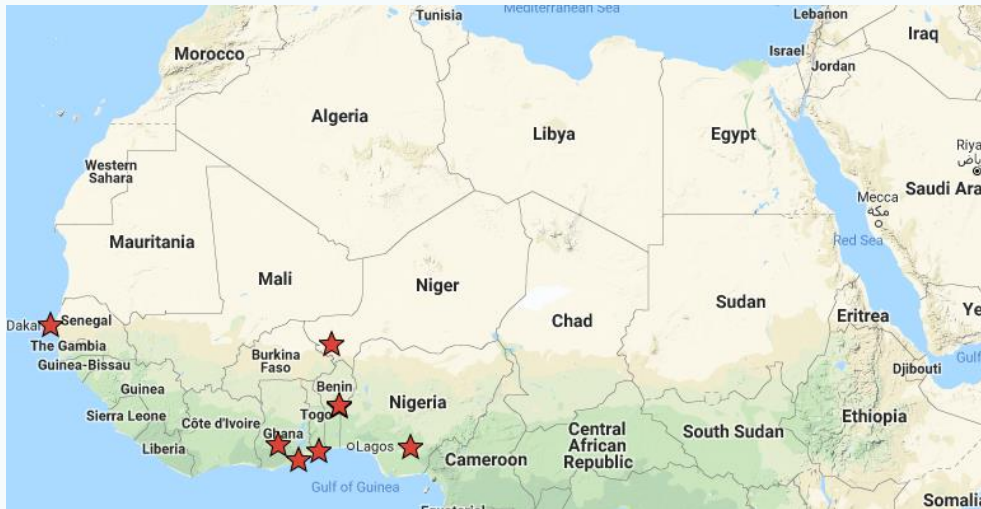 Mediterranean Sea
Tunisia
Lebanon
Iraq
Morocco
Israel
Jordan
Algeria
Libya
Egypt
Western
Sahara
Riya
ياض
Saudi Ara
Mecca
مكة
Mauritania
Red Sea
Mali
Niger
Chad
Sudan
Eritrea
Ye
Dakar
Senegal
The Gambia
Burkina
Faso
Guinea-Bissau
Guinea
Benin
Nigeria
Djibouti
Gulf
Sierra Leone
Côte d'Ivoire
Togo
Ghana
Ethiopia
Liberia
Lagos
Central
African
Republic
South Sudan
Cameroon
Gulf of Guinea
Somalia